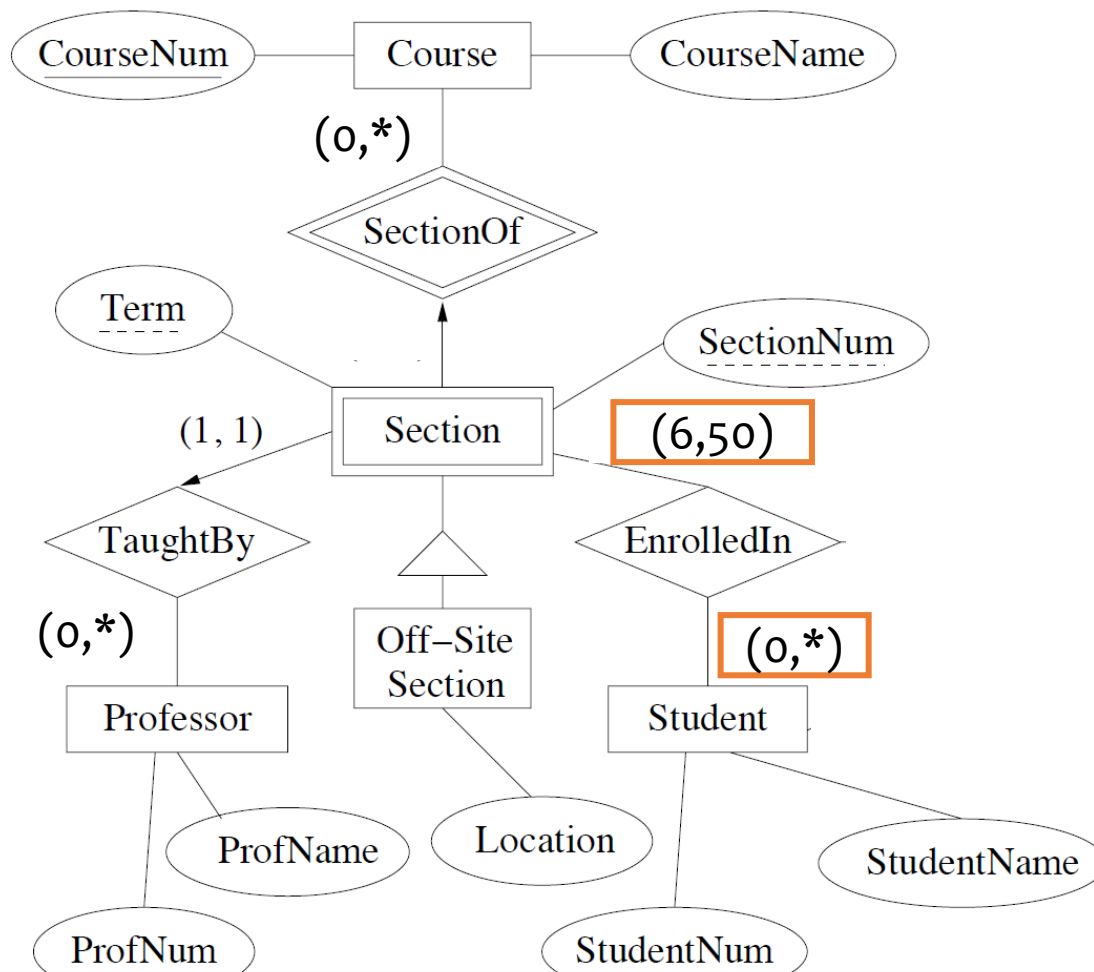 CourseNum
Course
CourseName
(0,*)
SectionOf
Term
SectionNum
(1, 1)
Section
(6,50)
TaughtBy
EnrolledIn
(0,*)
Off–Site
Section
(0,*)
Professor
Student
ProfName
Location
StudentName
ProfNum
StudentNum